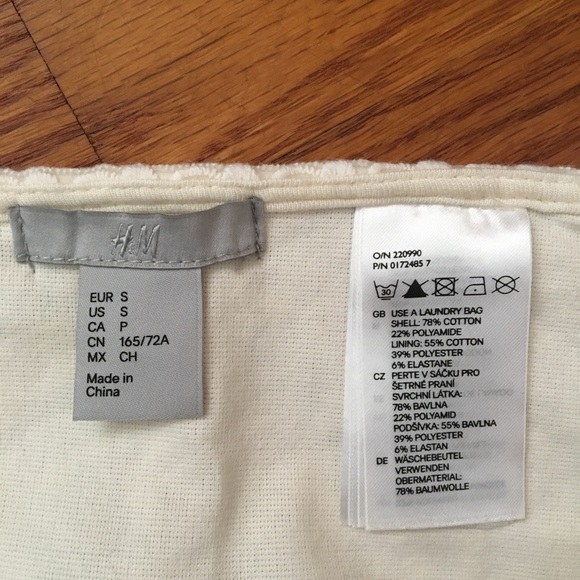 H&M
EUR S
US S
CA P
CN 165/72A
MX CH
Made in
China
O/N 220990
P/N 0172485 7
30
GB USE A LAUNDRY BAG
SHELL: 78% COTTON
22% POLYAMIDE
LINING: 55% COTTON
39% POLYESTER
6% ELASTANE
CZ PERTE V SÁČKU PRO
ŠETRNÉ PRANÍ
SVRCHNÍ LÁTKA:
78% BAVLNA
22% POLYAMID
PODŠÍVKA: 55% BAVLNA
39% POLYESTER
6% ELASTAN
DE WÄSCHEBEUTEL
VERWENDEN
OBERMATERIAL:
78% BAUMWOLLE